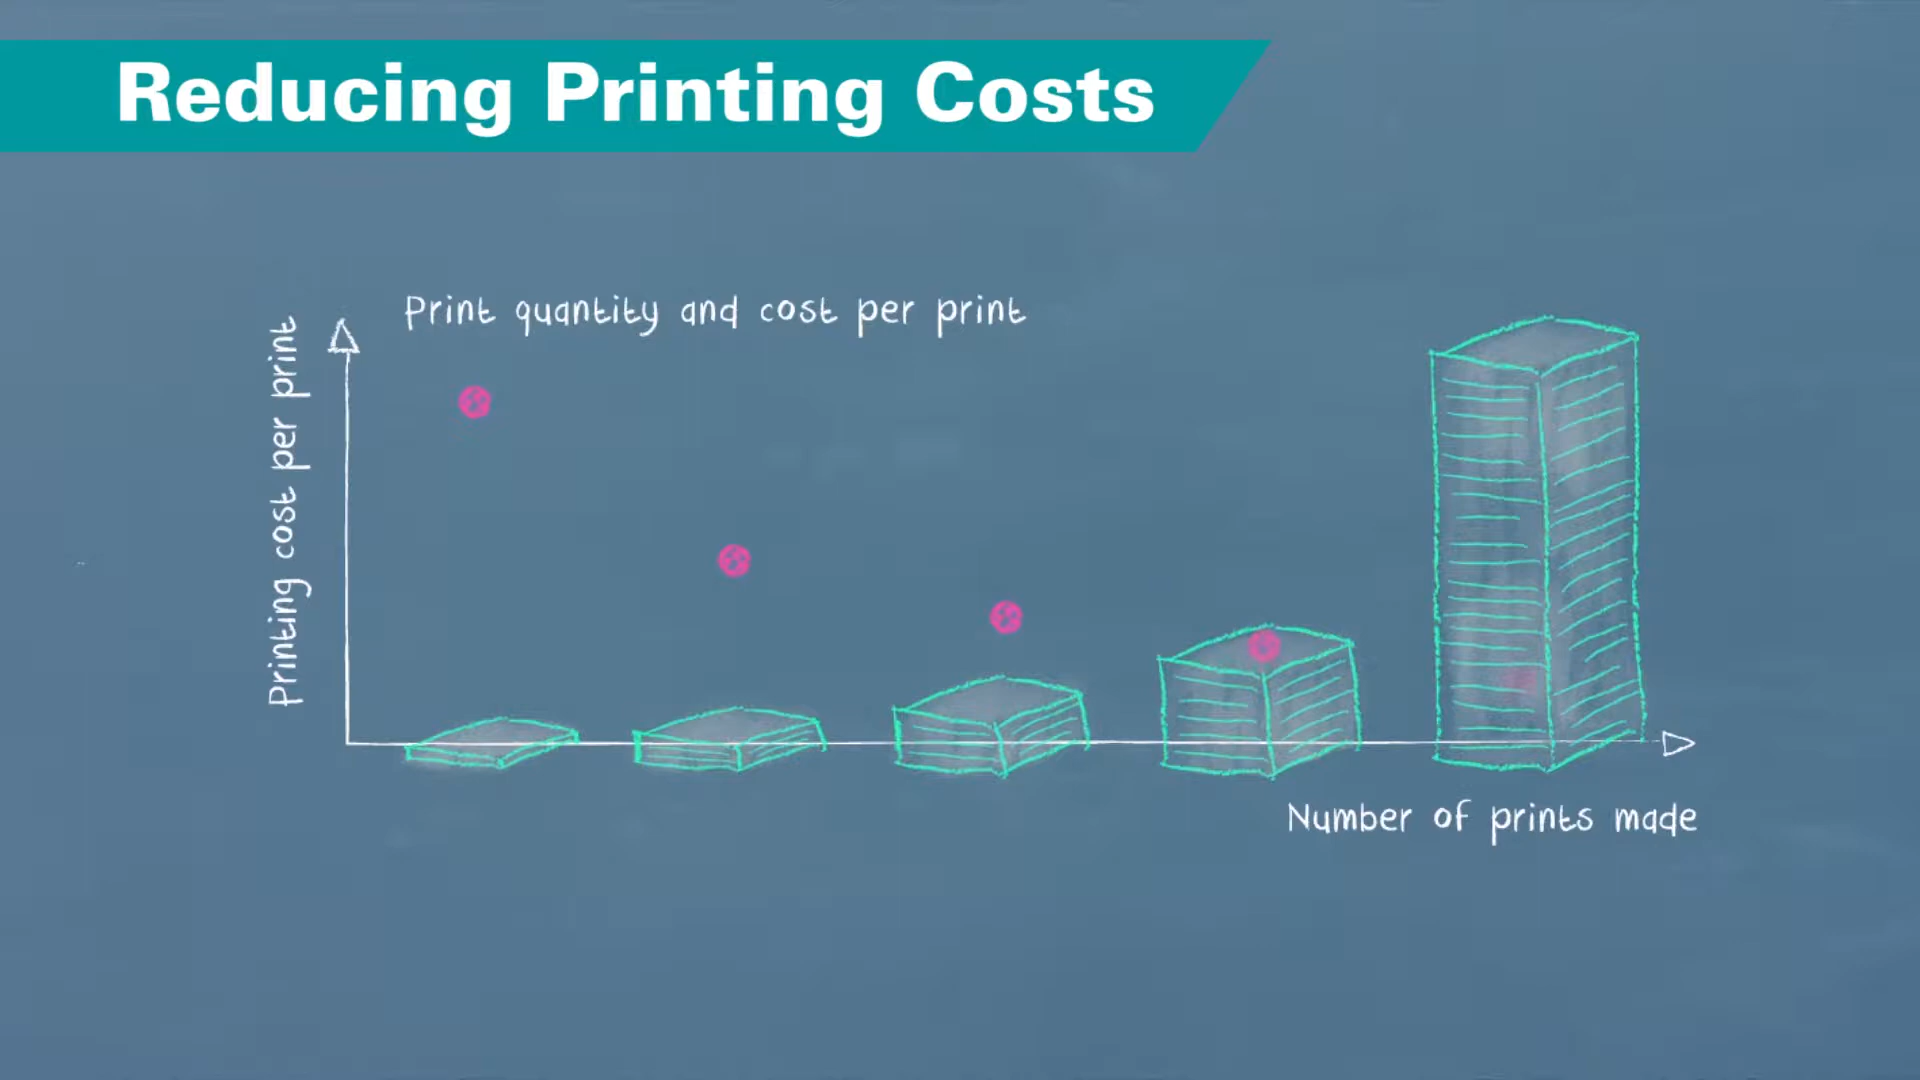 Reducing Printing Costs
Print quantity and cost per print
Printing cost per print
Number of prints made